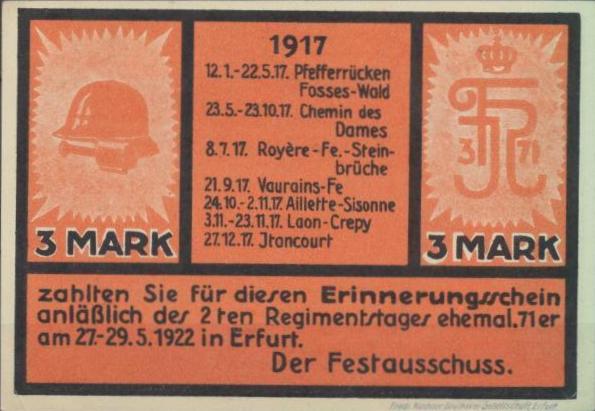 1917
12.1.-22.5.17. Pfefferrücken
Fosses-Wald
23.5.-23.10.17. Chemin des
Dames
8.7.17. Royère-Fe.-Stein-
brüche
21.9.17. Vaurains-Fe
24.10.-2.11.17. Aillette-Sisonne
3.11.-23.11.17. Laon-Crepy
27.12.17. Jtancourt
3 MARK
3 71
3 MARK
zahlten Sie für diesen Erinnerungsschein
anläßlich des 2ten Regimentstages ehemal. 71er
am 27.-29.5.1922 in Erfurt.
Der Festausschuss.